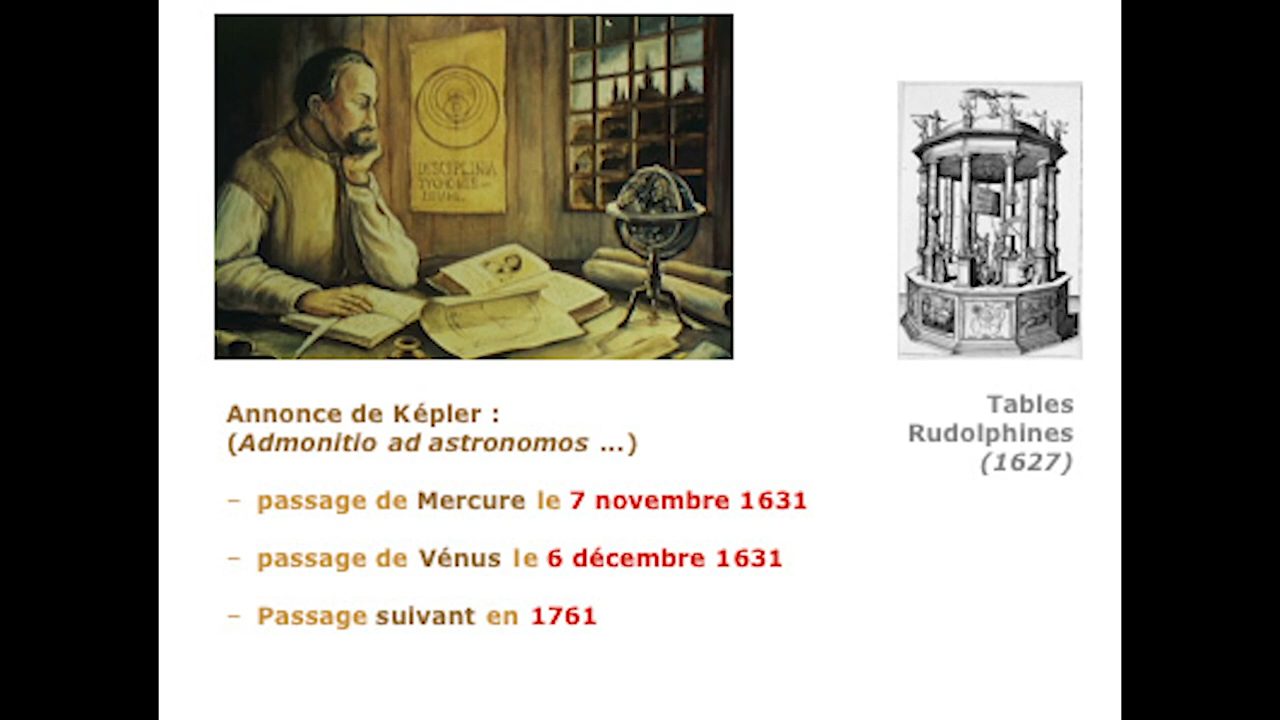 DISCIPLINA
Annonce de Képler :
(Admonitio ad astronomos ...)
– passage de Mercure le 7 novembre 1631
– passage de Vénus le 6 décembre 1631
– Passage suivant en 1761
Tables
Rudolphines
(1627)